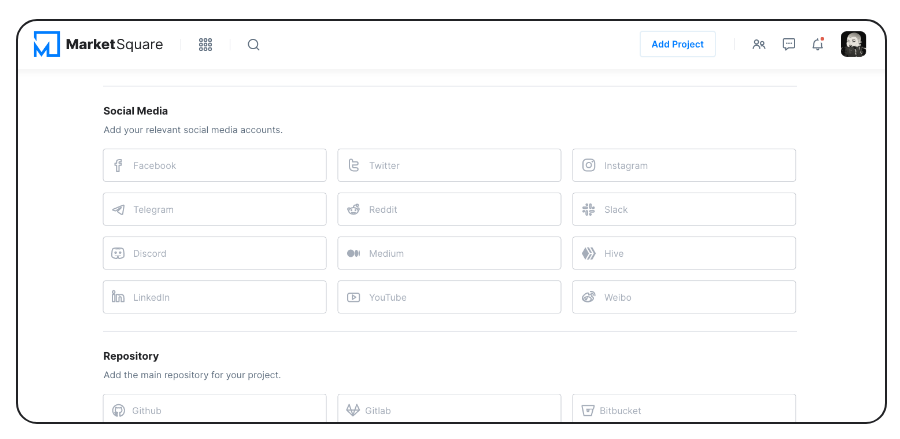 MarketSquare
Add Project
Social Media
Add your relevant social media accounts.
Facebook Twitter Instagram
Telegram Reddit Slack
Discord Medium Hive
LinkedIn YouTube Weibo
Repository
Add the main repository for your project.
Github Gitlab Bitbucket